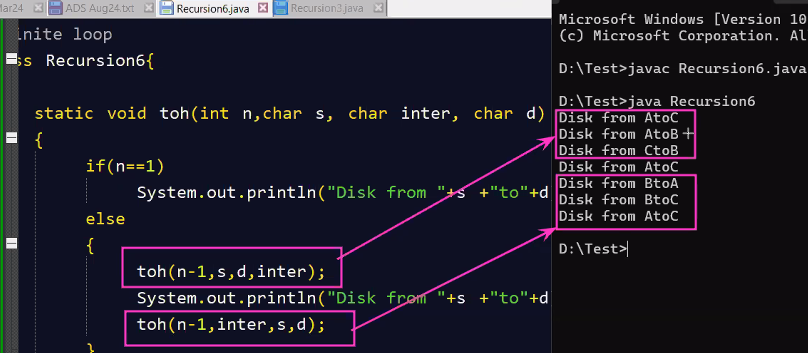 Mar24 ADS Aug24.txt Recursion6.java Recursion3.java
inite loop
ss Recursion6{
static void toh(int n,char s, char inter, char d)
{
if(n==1)
System.out.println("Disk from "+s +"to"+d
else
{
toh(n-1,s,d,inter);
System.out.println("Disk from "+s +"to"+d
toh(n-1,inter,s,d);
}
Microsoft Windows [Version 10
(c) Microsoft Corporation. Al
D:\Test>javac Recursion6.java
D:\Test>java Recursion6
Disk from AtoC
Disk from AtoB
Disk from CtoB
Disk from AtoC
Disk from BtoA
Disk from BtoC
Disk from AtoC
D:\Test>